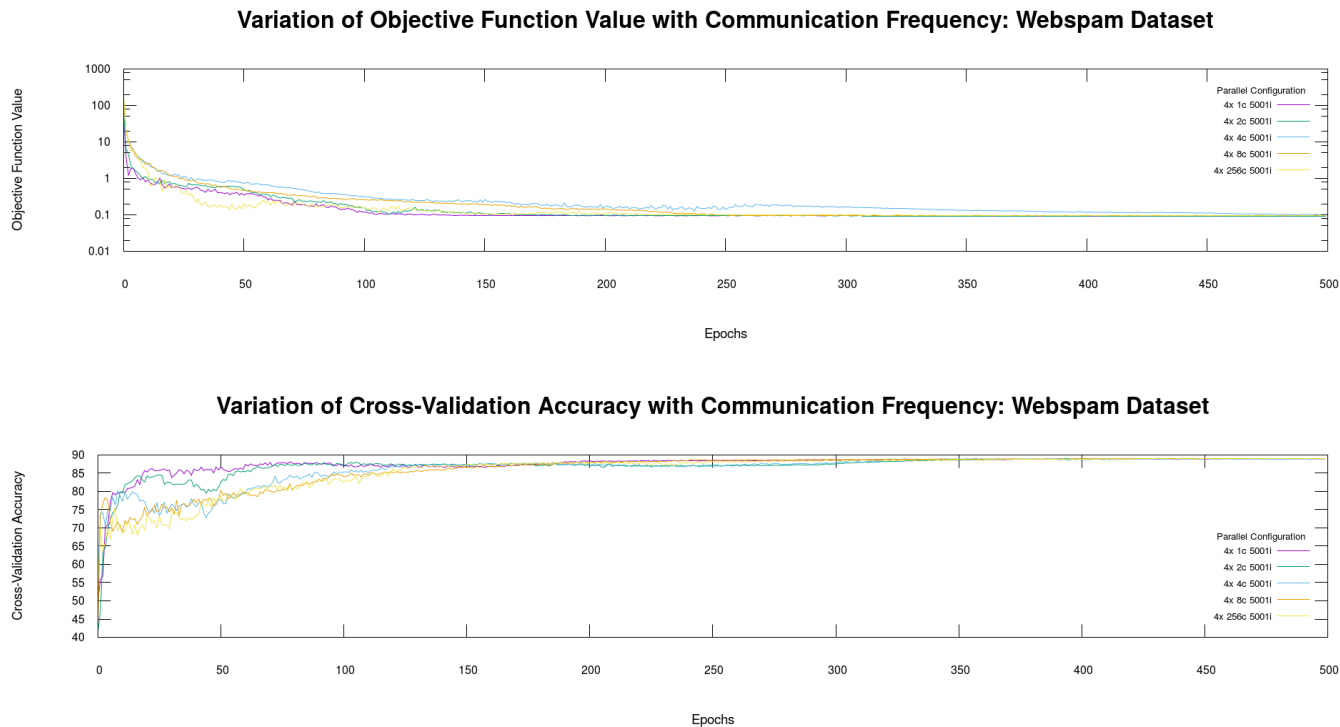 Variation of Objective Function Value with Communication Frequency: Webspam Dataset
Objective Function Value
1000
100
10
1
0.1
0.01
Parallel Configuration
4x 1c 5001i
4x 2c 5001i
4x 4c 5001i
4x 8c 5001i
4x 256c 5001i
0 50 100 150 200 250 300 350 400 450 500
Epochs
Variation of Cross-Validation Accuracy with Communication Frequency: Webspam Dataset
Cross-Validation Accuracy
90
85
80
75
70
65
60
55
50
45
40
Parallel Configuration
4x 1c 5001i
4x 2c 5001i
4x 4c 5001i
4x 8c 5001i
4x 256c 5001i
0 50 100 150 200 250 300 350 400 450 500
Epochs